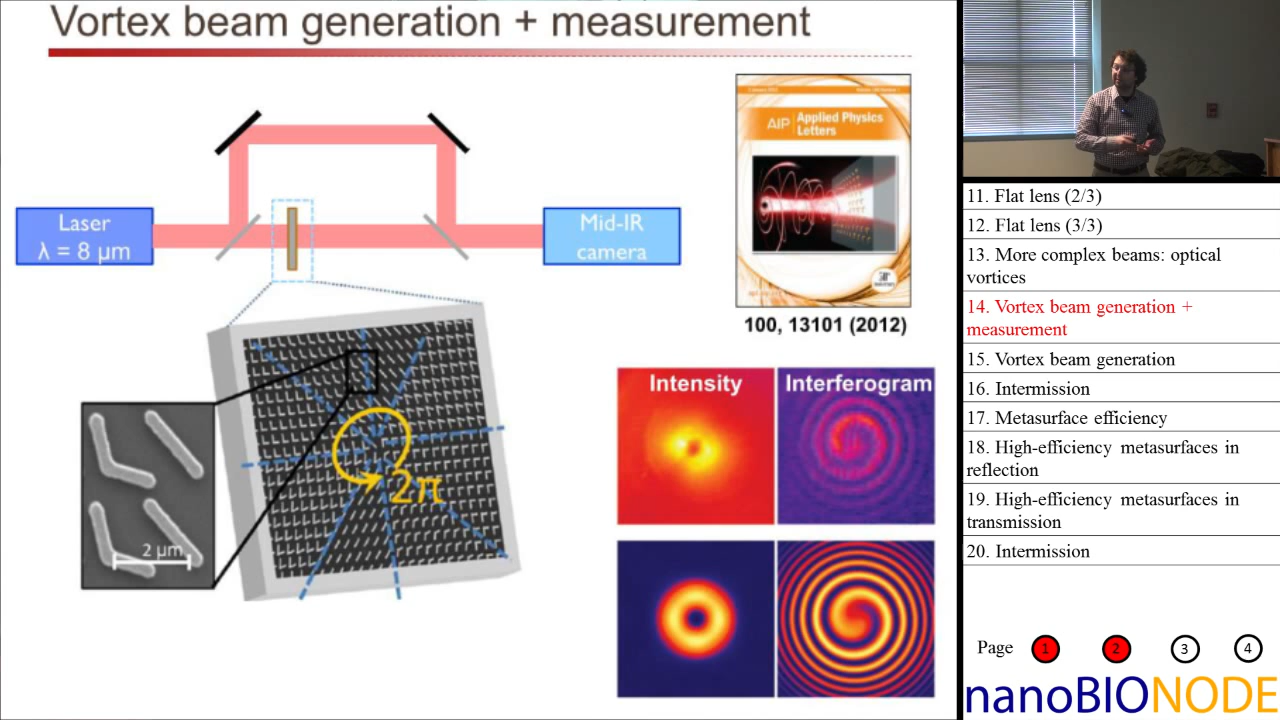 Vortex beam generation + measurement
Laser
λ = 8 µm
Mid-IR
camera
2π
2 µm
AIP Applied Physics
Letters
100, 13101 (2012)
Intensity
Interferogram
11. Flat lens (2/3)
12. Flat lens (3/3)
13. More complex beams: optical
vortices
14. Vortex beam generation +
measurement
15. Vortex beam generation
16. Intermission
17. Metasurface efficiency
18. High-efficiency metasurfaces in
reflection
19. High-efficiency metasurfaces in
transmission
20. Intermission
Page 1 2 3 4
nanoBIONODE